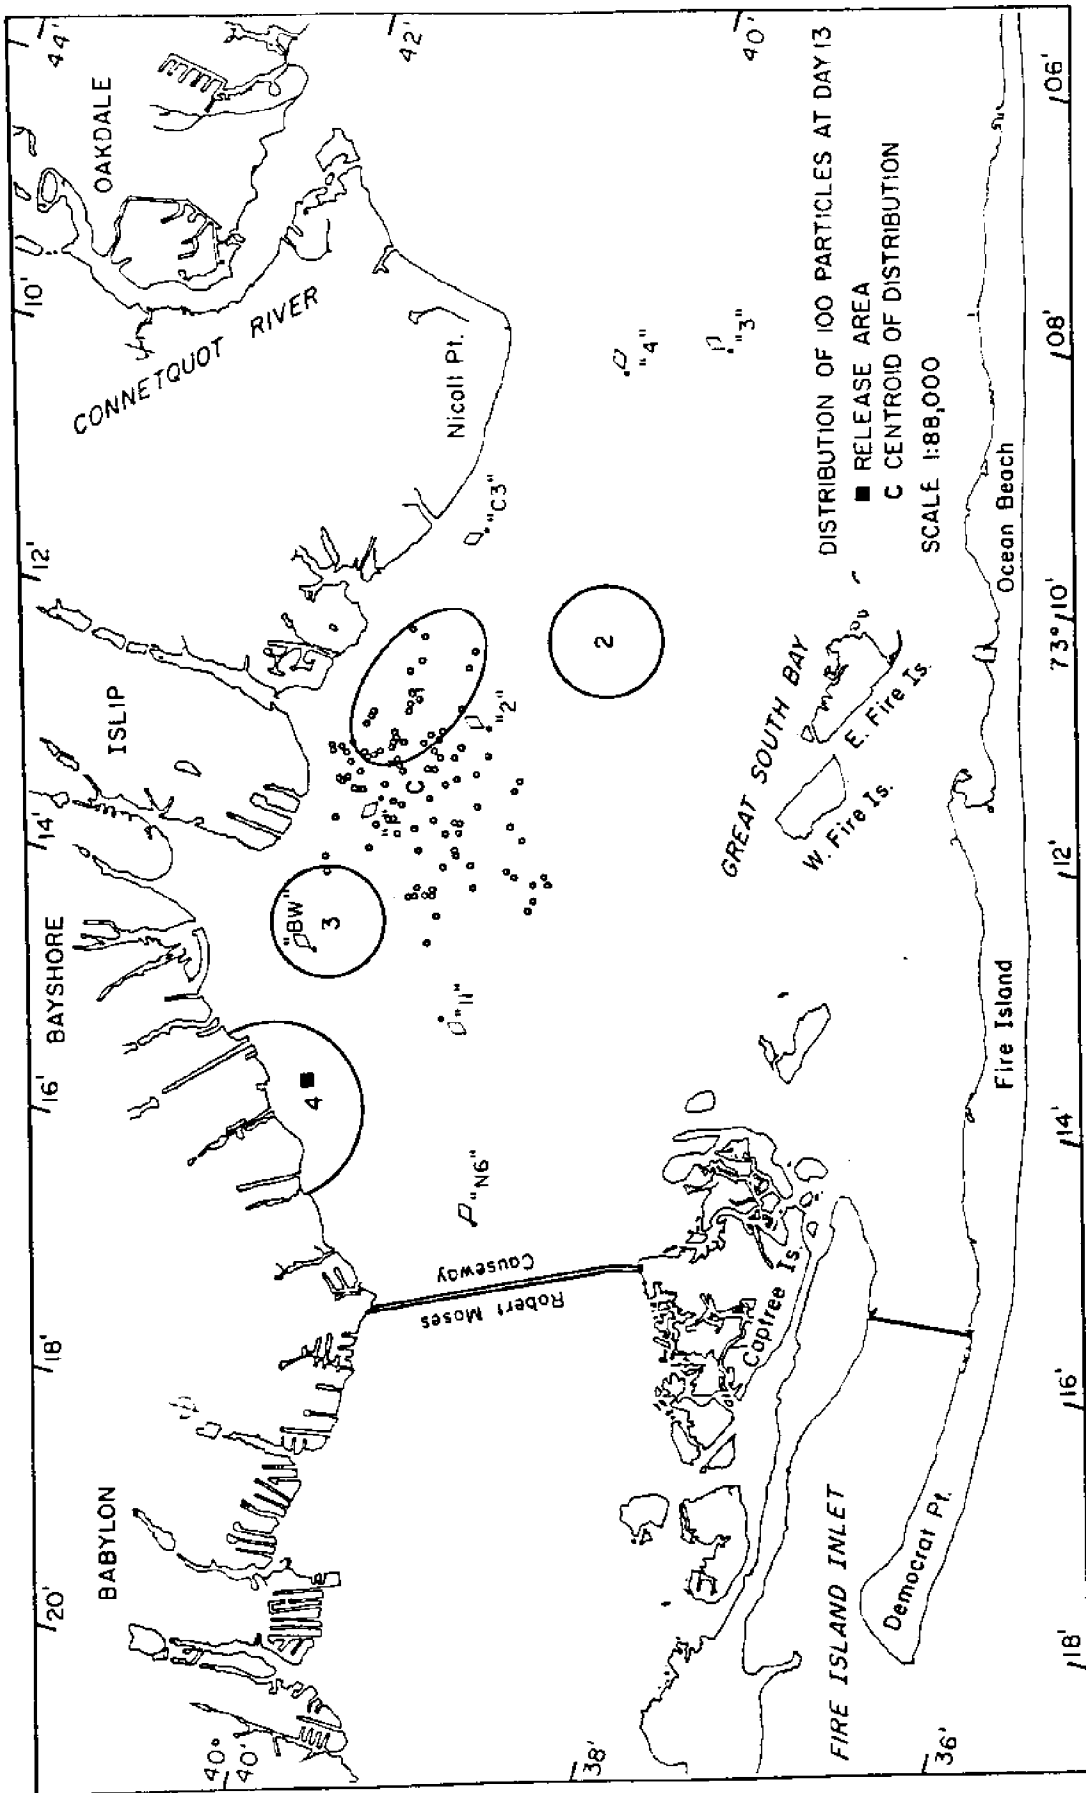 44'
42'
40'
OAKDALE
10'
CONNETQUOT RIVER
Nicoll Pt.
"4"
"3"
"C3"
DISTRIBUTION OF 100 PARTICLES AT DAY 13
■ RELEASE AREA
C CENTROID OF DISTRIBUTION
SCALE 1:88,000
06'
08'
73° 10'
12'
14'
16'
18'
12'
14'
16'
18'
20'
ISLIP
BAYSHORE
BABYLON
"2"
2
C
"BW"
3
"11"
4 ■
"N6"
Robert Moses
Causeway
GREAT SOUTH BAY
E. Fire Is.
W. Fire Is.
Ocean Beach
Fire Island
Captree Is.
FIRE ISLAND INLET
Democrat Pt.
40°
40'
38'
36'